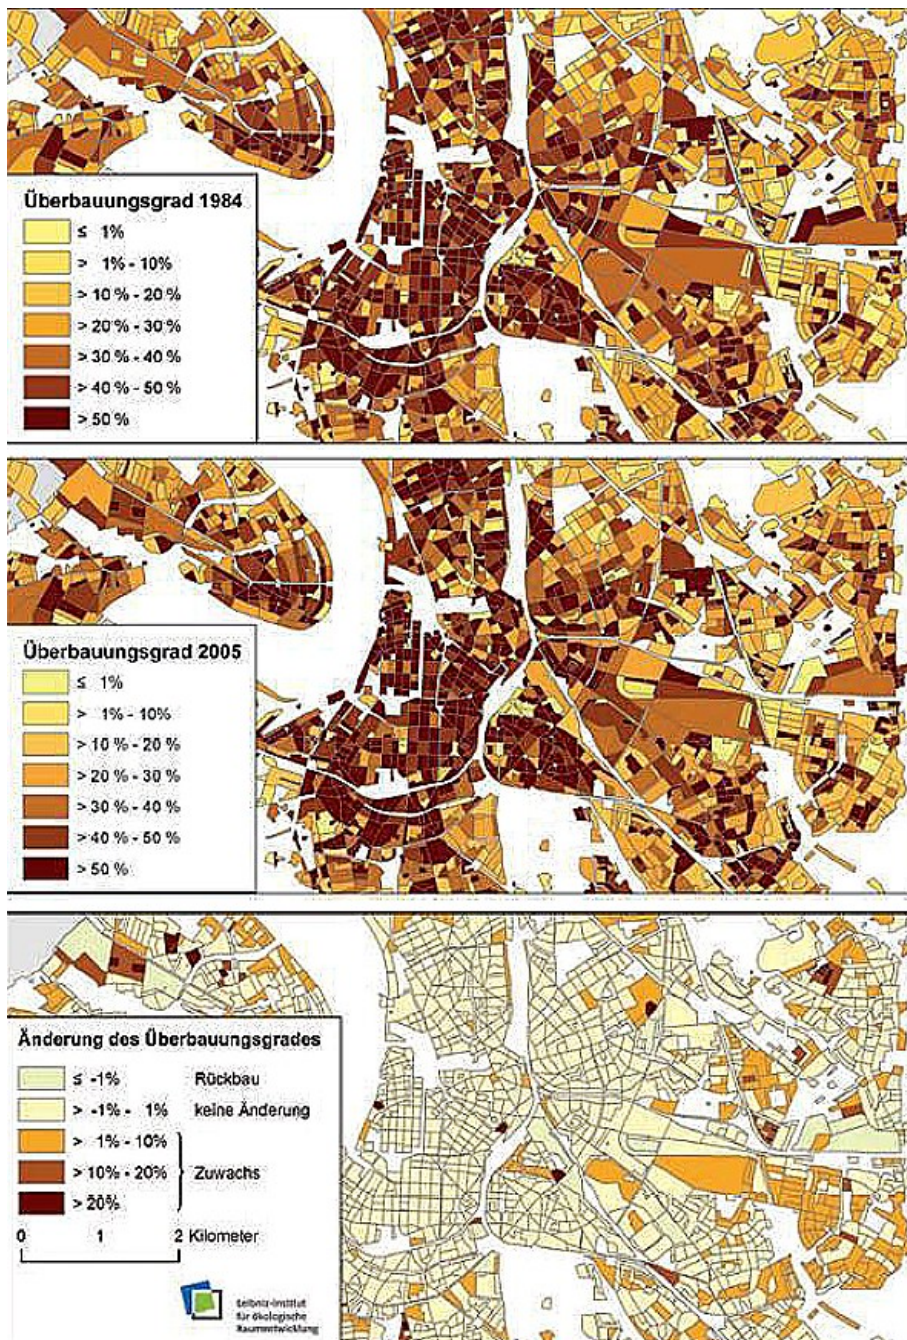 Überbauungsgrad 1984
≤ 1%
> 1% - 10%
> 10 % - 20 %
> 20 % - 30 %
> 30 % - 40 %
> 40 % - 50 %
> 50 %
Überbauungsgrad 2005
≤ 1%
> 1% - 10%
> 10 % - 20 %
> 20 % - 30 %
> 30 % - 40 %
> 40 % - 50 %
> 50 %
Änderung des Überbauungsgrades
≤ -1% Rückbau
> -1% - 1% keine Änderung
> 1% - 10%
> 10% - 20% Zuwachs
> 20%
0 1 2 Kilometer
Leibniz-Institut
für ökologische
Raumentwicklung